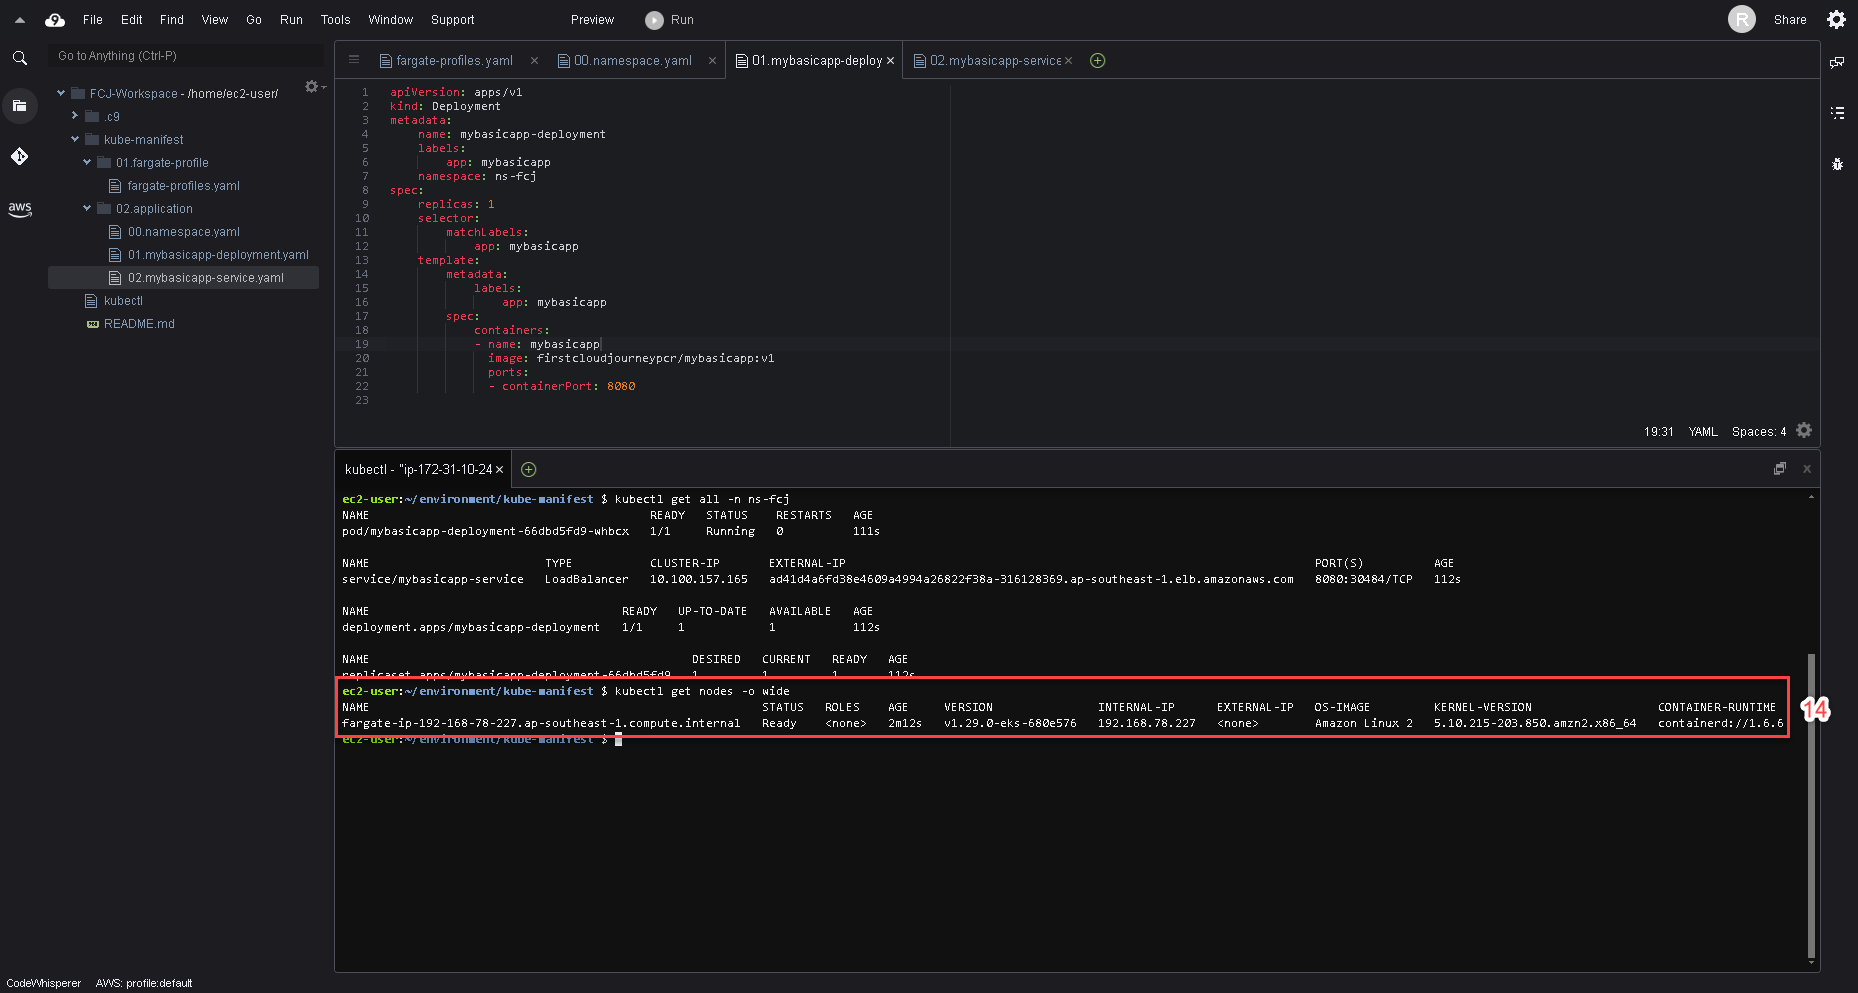 9 File Edit Find View Go Run Tools Window Support Preview Run R Share
Go to Anything (Ctrl-P)
FCJ-Workspace - /home/ec2-user/
.c9
kube-manifest
01.fargate-profile
fargate-profiles.yaml
02.application
00.namespace.yaml
01.mybasicapp-deployment.yaml
02.mybasicapp-service.yaml
kubectl
README.md
aws
fargate-profiles.yaml × 00.namespace.yaml × 01.mybasicapp-deploy × 02.mybasicapp-service ×
1 apiVersion: apps/v1
2 kind: Deployment
3 metadata:
4 name: mybasicapp-deployment
5 labels:
6 app: mybasicapp
7 namespace: ns-fcj
8 spec:
9 replicas: 1
10 selector:
11 matchLabels:
12 app: mybasicapp
13 template:
14 metadata:
15 labels:
16 app: mybasicapp
17 spec:
18 containers:
19 - name: mybasicapp
20 image: firstcloudjourneypcr/mybasicapp:v1
21 ports:
22 - containerPort: 8080
23
19:31 YAML Spaces: 4
kubectl - "ip-172-31-10-24 ×
ec2-user:~/environment/kube-manifest $ kubectl get all -n ns-fcj
NAME READY STATUS RESTARTS AGE
pod/mybasicapp-deployment-66dbd5fd9-whbcx 1/1 Running 0 111s
NAME TYPE CLUSTER-IP EXTERNAL-IP PORT(S) AGE
service/mybasicapp-service LoadBalancer 10.100.157.165 ad41d4a6fd38e4609a4994a26822f38a-316128369.ap-southeast-1.elb.amazonaws.com 8080:30484/TCP 112s
NAME READY UP-TO-DATE AVAILABLE AGE
deployment.apps/mybasicapp-deployment 1/1 1 1 112s
NAME DESIRED CURRENT READY AGE
replicaset.apps/mybasicapp-deployment-66dbd5fd9 1 1 1 112s
ec2-user:~/environment/kube-manifest $ kubectl get nodes -o wide
NAME STATUS ROLES AGE VERSION INTERNAL-IP EXTERNAL-IP OS-IMAGE KERNEL-VERSION CONTAINER-RUNTIME
fargate-ip-192-168-78-227.ap-southeast-1.compute.internal Ready <none> 2m12s v1.29.0-eks-680e576 192.168.78.227 <none> Amazon Linux 2 5.10.215-203.850.amzn2.x86_64 containerd://1.6.6
14
ec2-user:~/environment/kube-manifest $
CodeWhisperer AWS: profile:default